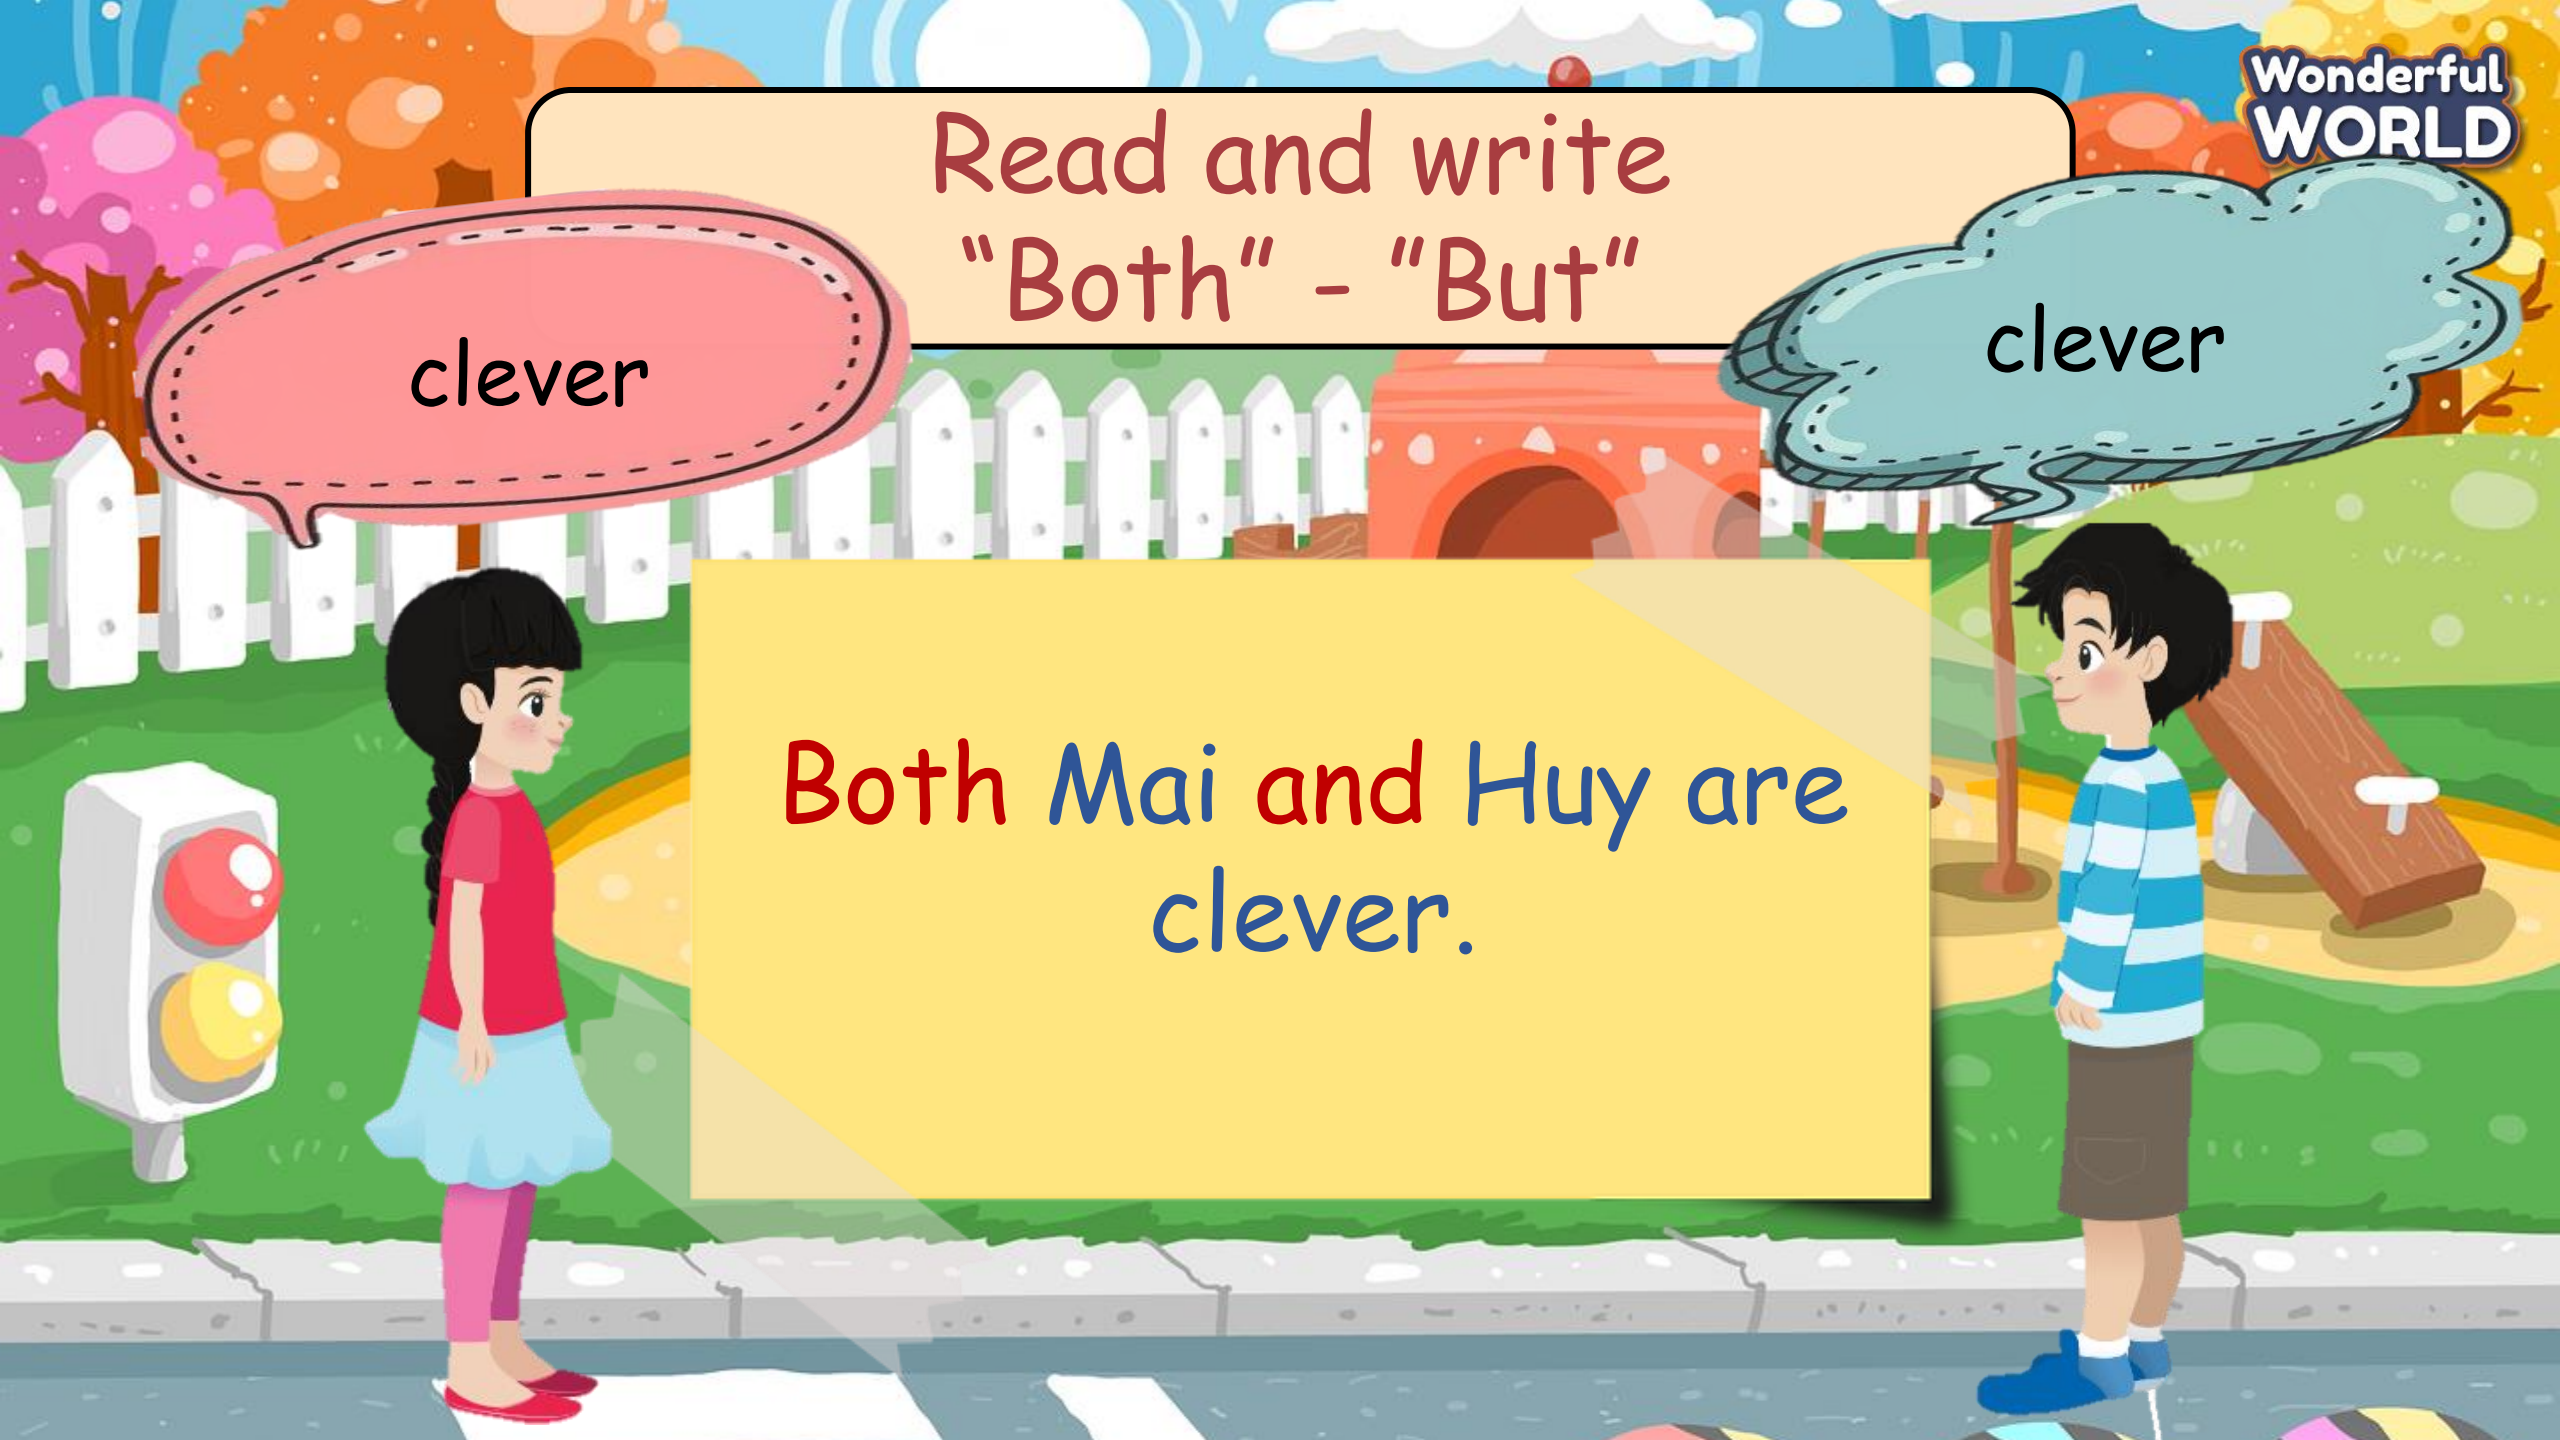 Wonderful
WORLD
Read and write
“Both” - “But”
clever
clever
Both Mai and Huy are
clever.